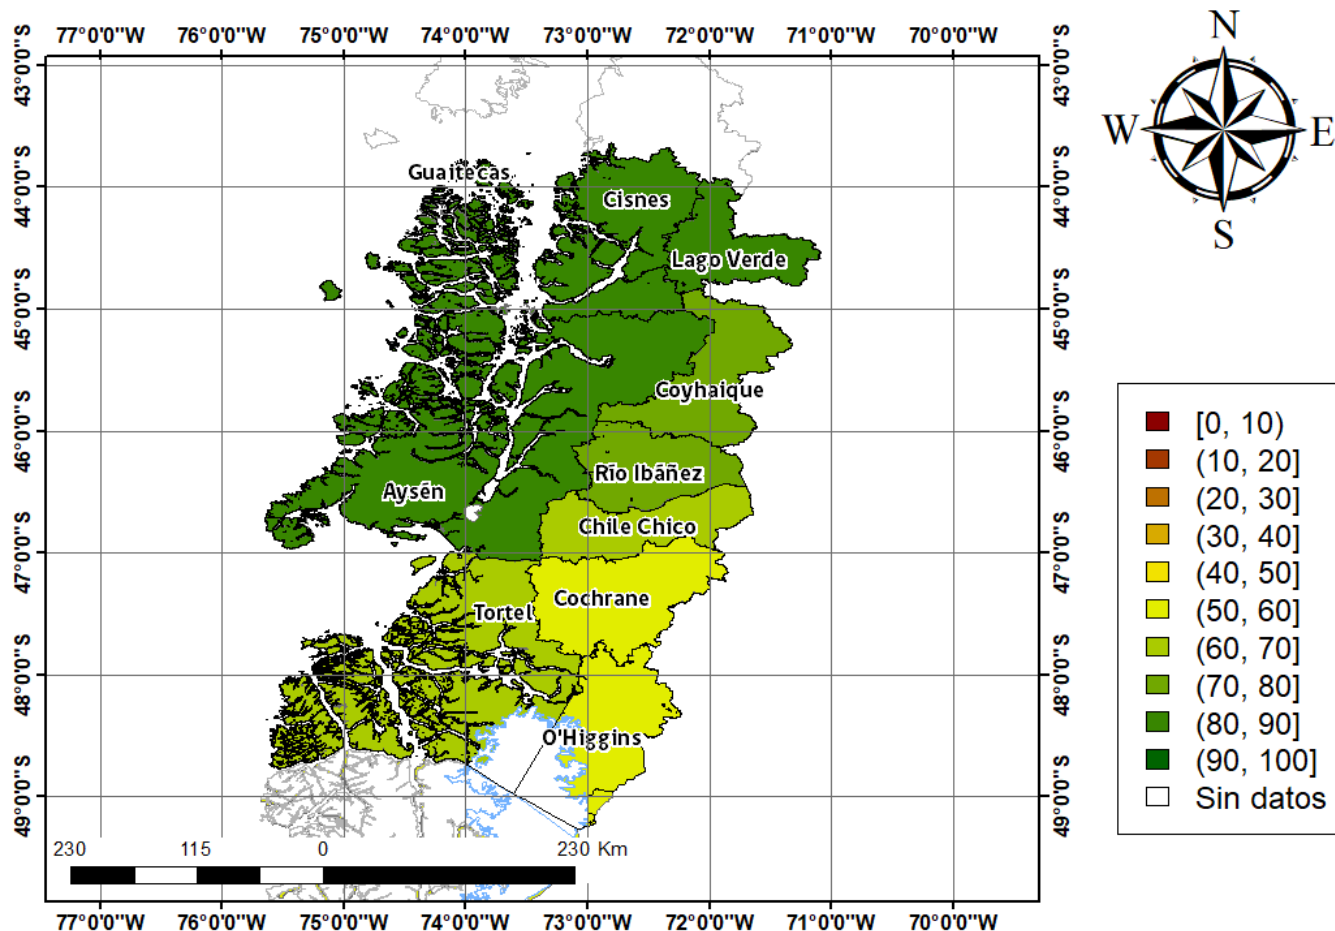 77°0'0"W 76°0'0"W 75°0'0"W 74°0'0"W 73°0'0"W 72°0'0"W 71°0'0"W 70°0'0"W
43°0'0"S 43°0'0"S
44°0'0"S 44°0'0"S
45°0'0"S 45°0'0"S
46°0'0"S 46°0'0"S
47°0'0"S 47°0'0"S
48°0'0"S 48°0'0"S
49°0'0"S 49°0'0"S
Guaitecas
Cisnes
Lago Verde
Coyhaique
Río Ibáñez
Aysén
Chile Chico
Cochrane
Tortel
O'Higgins
230 115 0 230 Km
77°0'0"W 76°0'0"W 75°0'0"W 74°0'0"W 73°0'0"W 72°0'0"W 71°0'0"W 70°0'0"W
N
W E
S
[0, 10)
(10, 20]
(20, 30]
(30, 40]
(40, 50]
(50, 60]
(60, 70]
(70, 80]
(80, 90]
(90, 100]
Sin datos